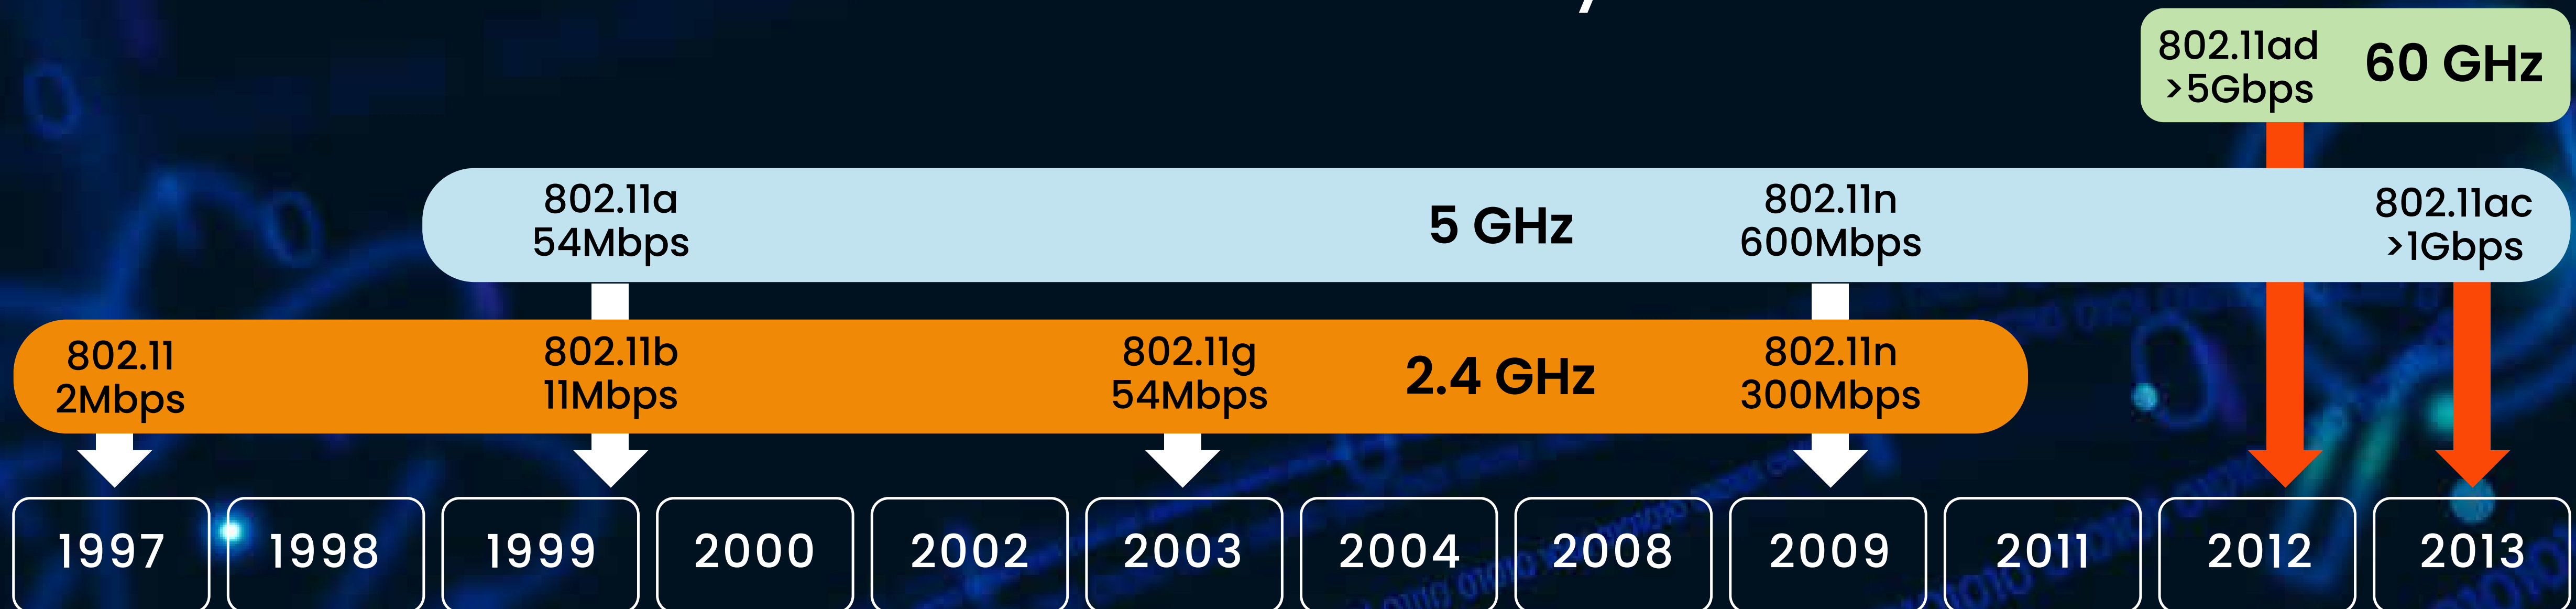 802.11ad
>5Gbps
60 GHz
802.11a
54Mbps
5 GHz
802.11n
600Mbps
802.11ac
>1Gbps
802.11
2Mbps
802.11b
11Mbps
802.11g
54Mbps
2.4 GHz
802.11n
300Mbps
1997 1998 1999 2000 2002 2003 2004 2008 2009 2011 2012 2013